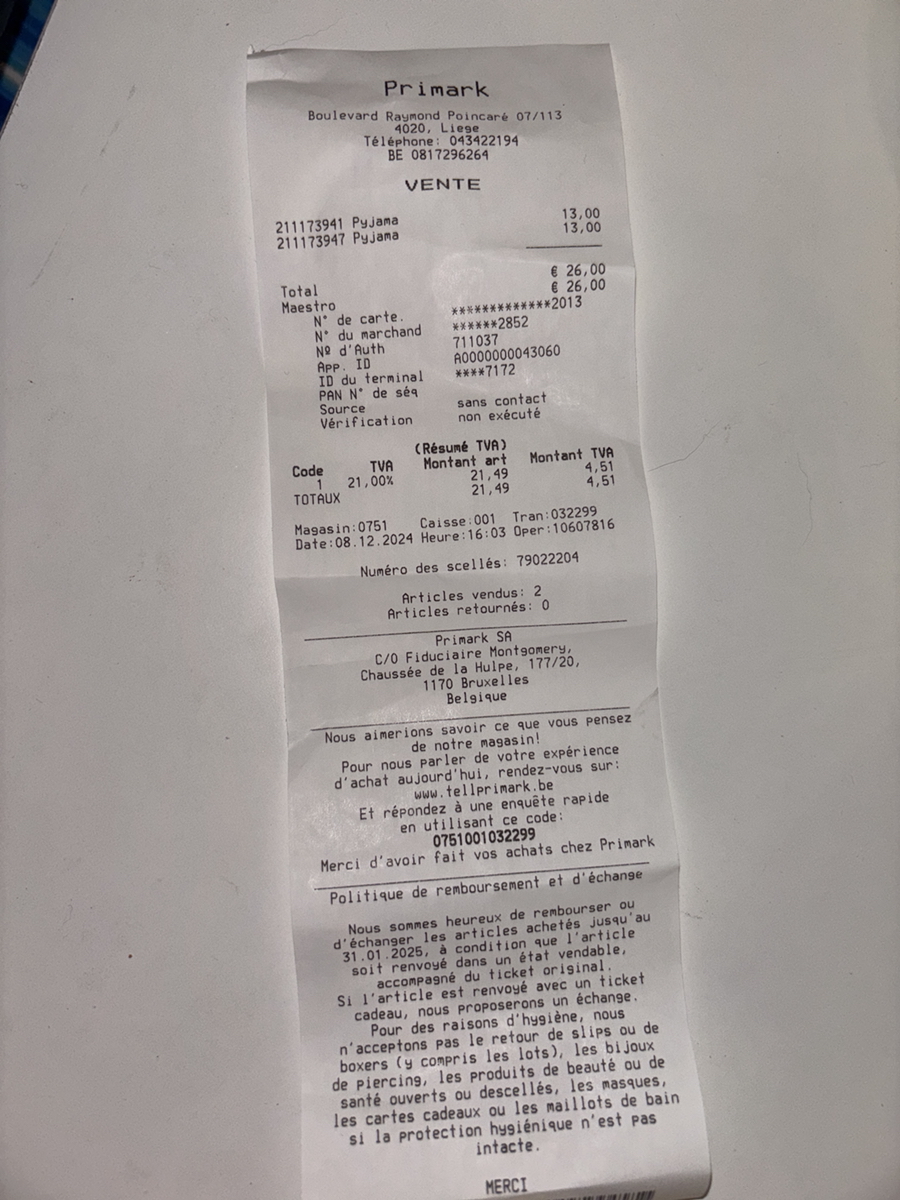 Primark
Boulevard Raymond Poincaré 07/113
4020, Liege
Téléphone: 043422194
BE 0817296264
VENTE
211173941 Pyjama 13,00
211173947 Pyjama 13,00
Total € 26,00
Maestro € 26,00
N° de carte. *************2013
N° du marchand ******2852
Nº d'Auth 711037
App. ID A0000000043060
ID du terminal ****7172
PAN N° de séq
Source sans contact
Vérification non exécuté
(Résumé TVA)
Code TVA Montant art Montant TVA
1 21,00% 21,49 4,51
TOTAUX 21,49 4,51
Magasin:0751 Caisse:001 Tran:032299
Date:08.12.2024 Heure:16:03 Oper:10607816
Numéro des scellés: 79022204
Articles vendus: 2
Articles retournés: 0
Primark SA
C/O Fiduciaire Montgomery,
Chaussée de la Hulpe, 177/20,
1170 Bruxelles
Belgique
Nous aimerions savoir ce que vous pensez
de notre magasin!
Pour nous parler de votre expérience
d'achat aujourd'hui, rendez-vous sur:
www.tellprimark.be
Et répondez à une enquête rapide
en utilisant ce code:
0751001032299
Merci d'avoir fait vos achats chez Primark
Politique de remboursement et d'échange
Nous sommes heureux de rembourser ou
d'échanger les articles achetés jusqu'au
31.01.2025, à condition que l'article
soit renvoyé dans un état vendable,
accompagné du ticket original.
Si l'article est renvoyé avec un ticket
cadeau, nous proposerons un échange.
Pour des raisons d'hygiène, nous
n'acceptons pas le retour de slips ou de
boxers (y compris les lots), les bijoux
de piercing, les produits de beauté ou de
santé ouverts ou descellés, les masques,
les cartes cadeaux ou les maillots de bain
si la protection hygiénique n'est pas
intacte.
MERCI